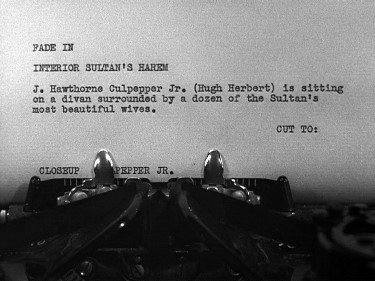 FADE IN
INTERIOR SULTAN'S HAREM
J. Hawthorne Culpepper Jr. (Hugh Herbert) is sitting
on a divan surrounded by a dozen of the Sultan's
most beautiful wives.
CUT TO:
CLOSEUP PEPPER JR.